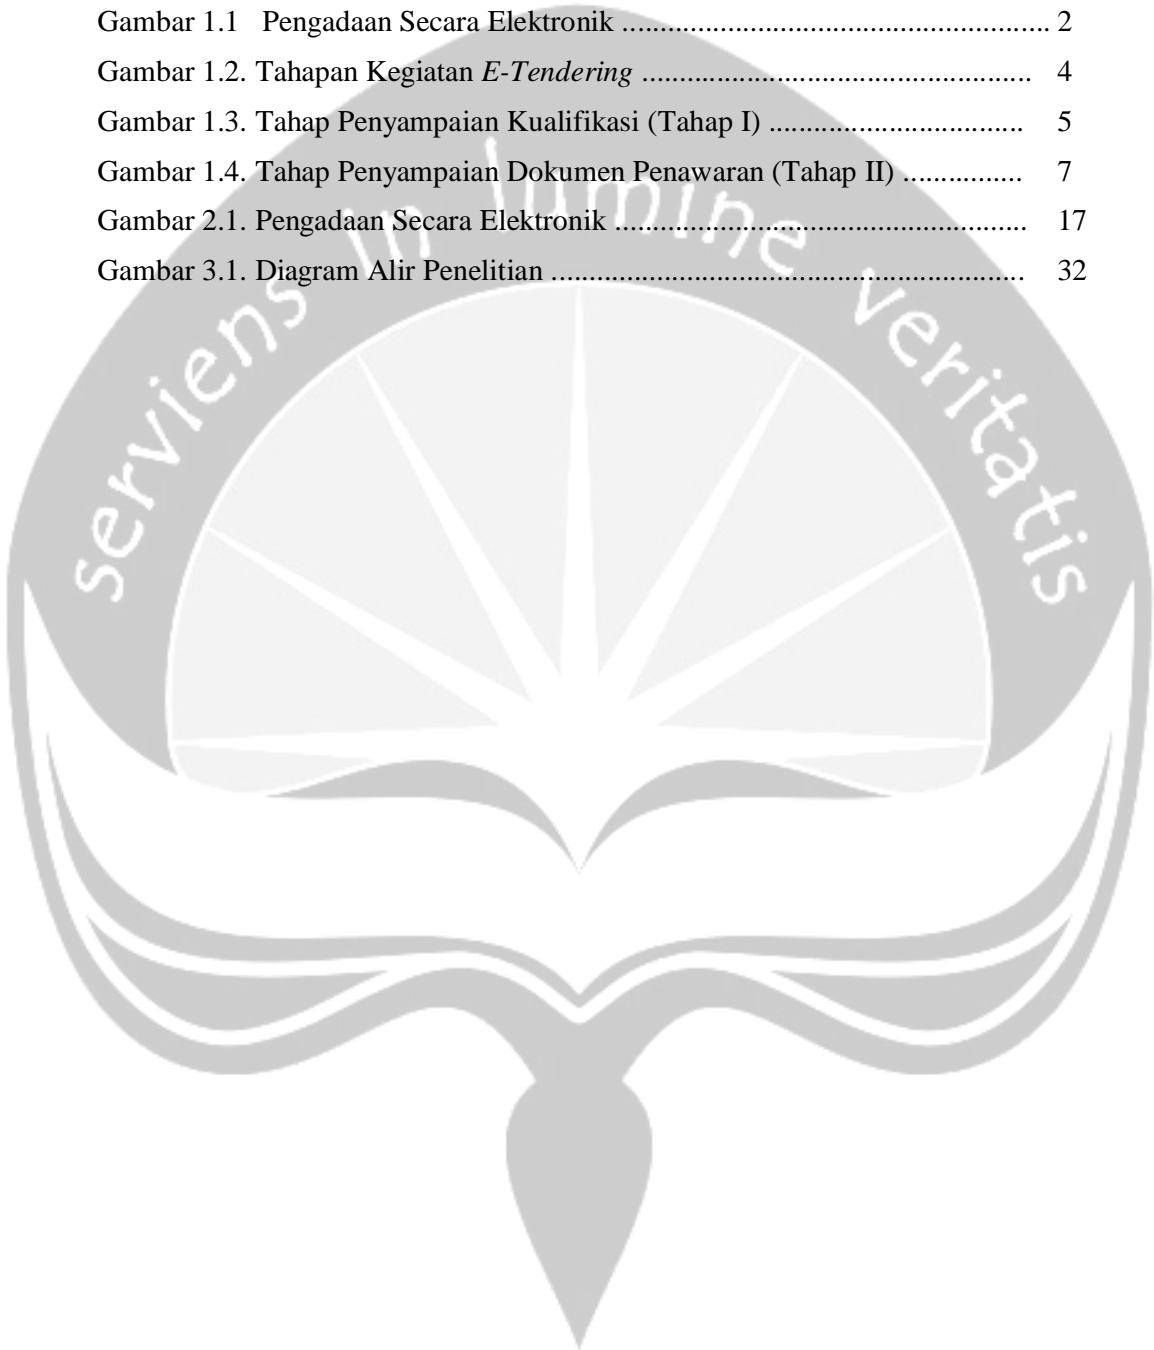 Gambar 1.1 Pengadaan Secara Elektronik ......................................................... 2
Gambar 1.2. Tahapan Kegiatan E-Tendering .................................................... 4
Gambar 1.3. Tahap Penyampaian Kualifikasi (Tahap I) .................................. 5
Gambar 1.4. Tahap Penyampaian Dokumen Penawaran (Tahap II) ................ 7
Gambar 2.1. Pengadaan Secara Elektronik ....................................................... 17
Gambar 3.1. Diagram Alir Penelitian ............................................................... 32
serviens in lumine veritatis